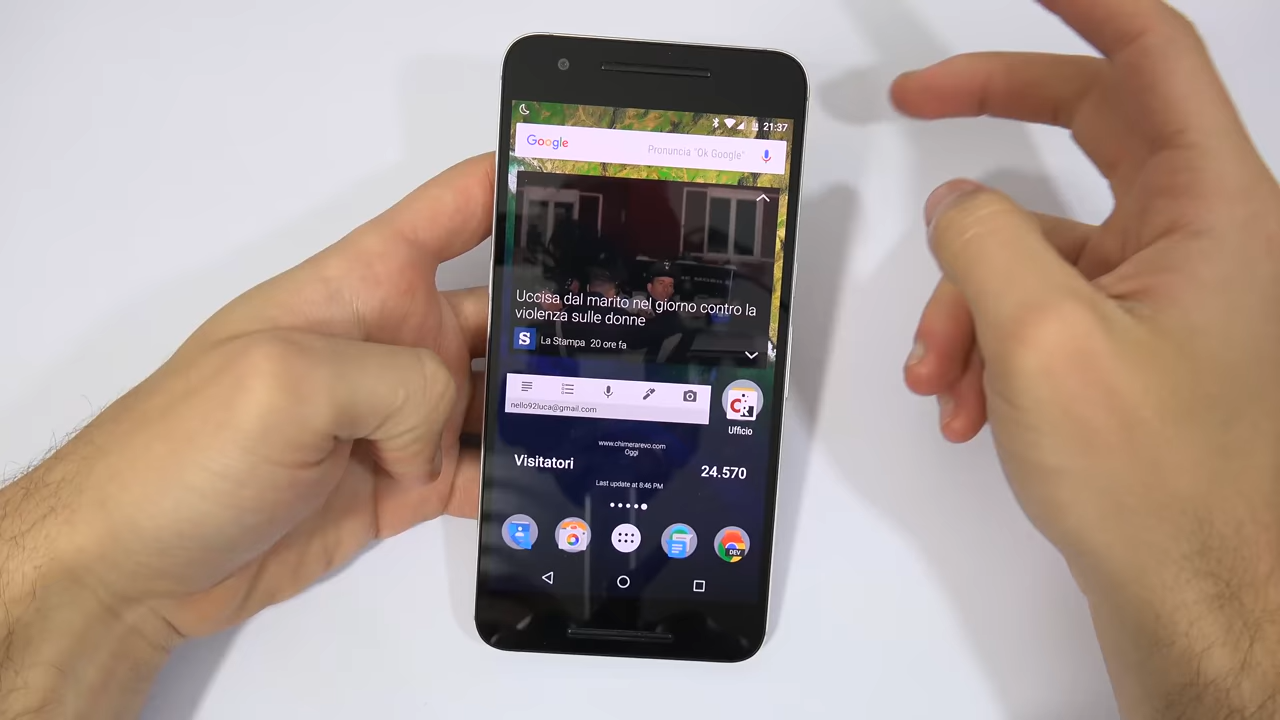 21:37
Google
Pronuncia "Ok Google"
Uccisa dal marito nel giorno contro la
violenza sulle donne
S
La Stampa 20 ore fa
nello92luca@gmail.com
CR
Ufficio
www.chimerarevo.com
Oggi
Visitatori
24.570
Last update at 8:46 PM
DEV